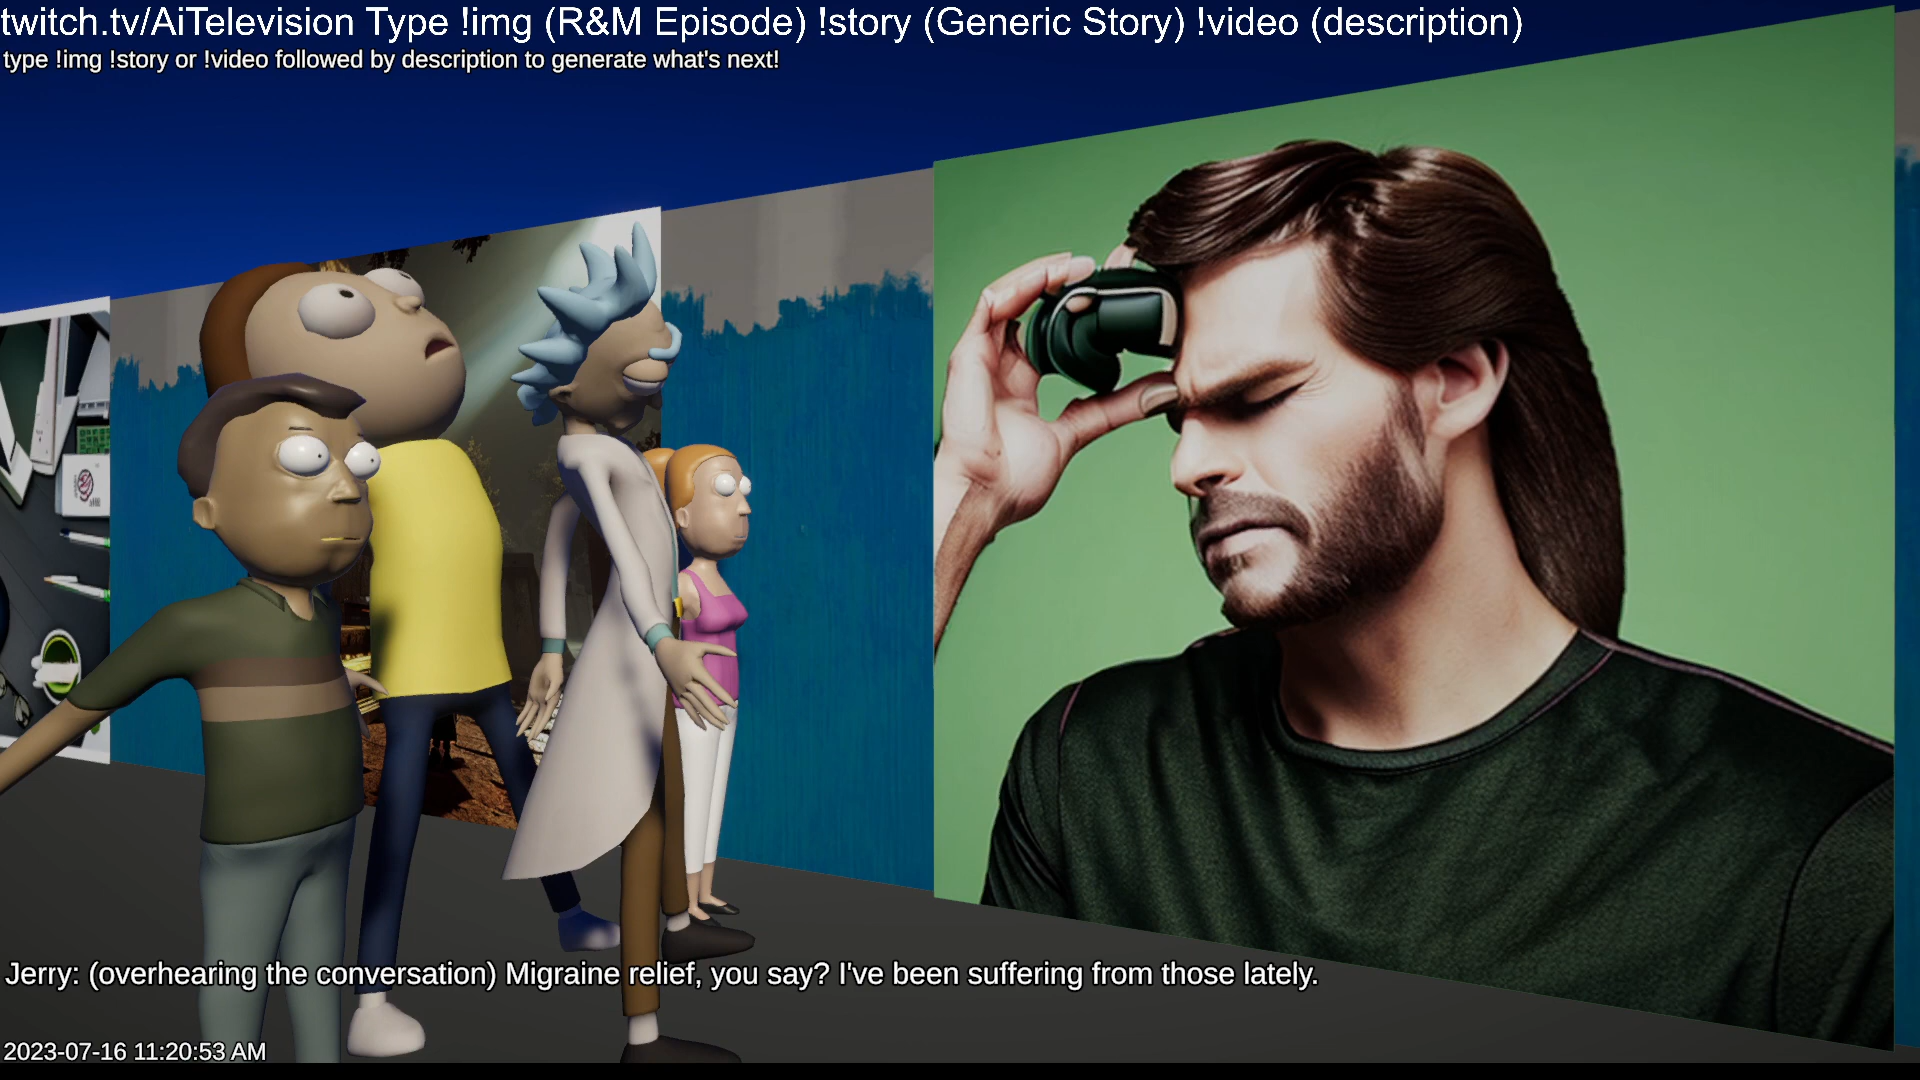 twitch.tv/AiTelevision Type !img (R&M Episode) !story (Generic Story) !video (description)
type !img !story or !video followed by description to generate what's next!
Jerry: (overhearing the conversation) Migraine relief, you say? I've been suffering from those lately.
2023-07-16 11:20:53 AM